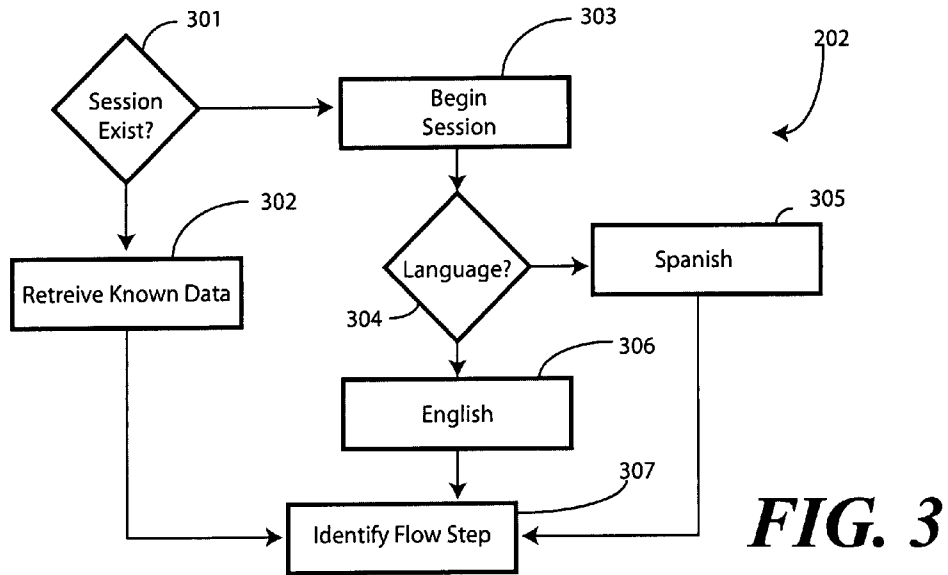 301
303
202
Session
Exist?
Begin
Session
302
305
Retreive Known Data
Language?
Spanish
304
306
English
307
Identify Flow Step
FIG. 3